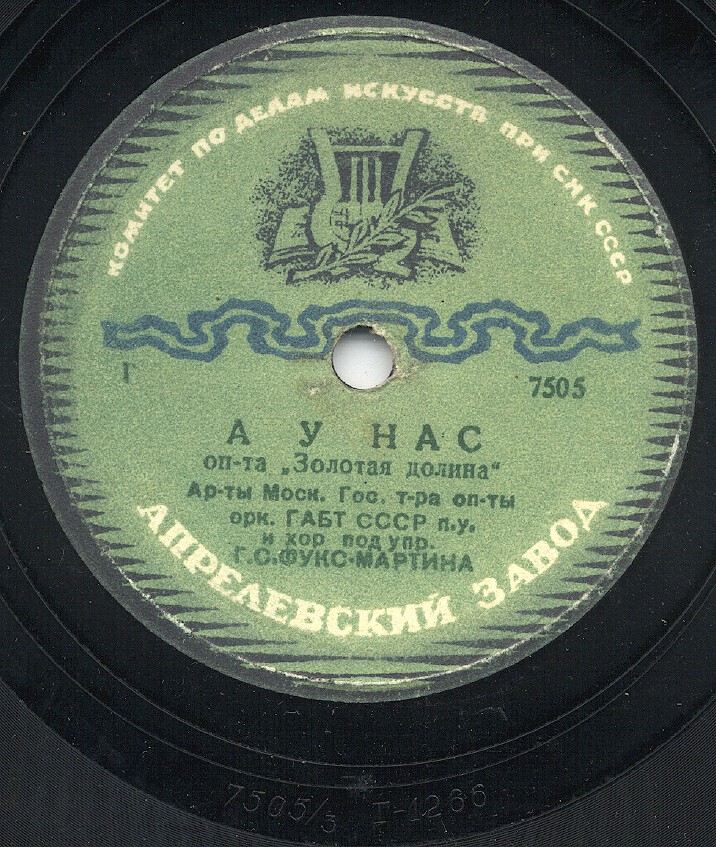 КОМИТЕТ ПО ДЕЛАМ ИСКУССТВ ПРИ СНК СССР
Г 7505
А У НАС
оп-та „Золотая долина“
Ар-ты Моск. Гос. т-ра оп-ты
орк. ГАБТ СССР п.у.
и хор под упр.
Г.С.ФУКС-МАРТИНА
АПРЕЛЕВСКИЙ ЗАВОД
7505/3 I-1266